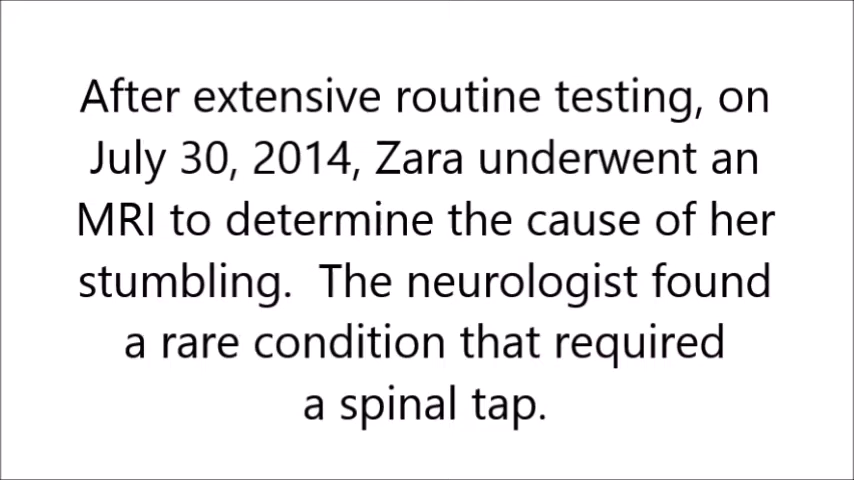 After extensive routine testing, on
July 30, 2014, Zara underwent an
MRI to determine the cause of her
stumbling.  The neurologist found
a rare condition that required
a spinal tap.